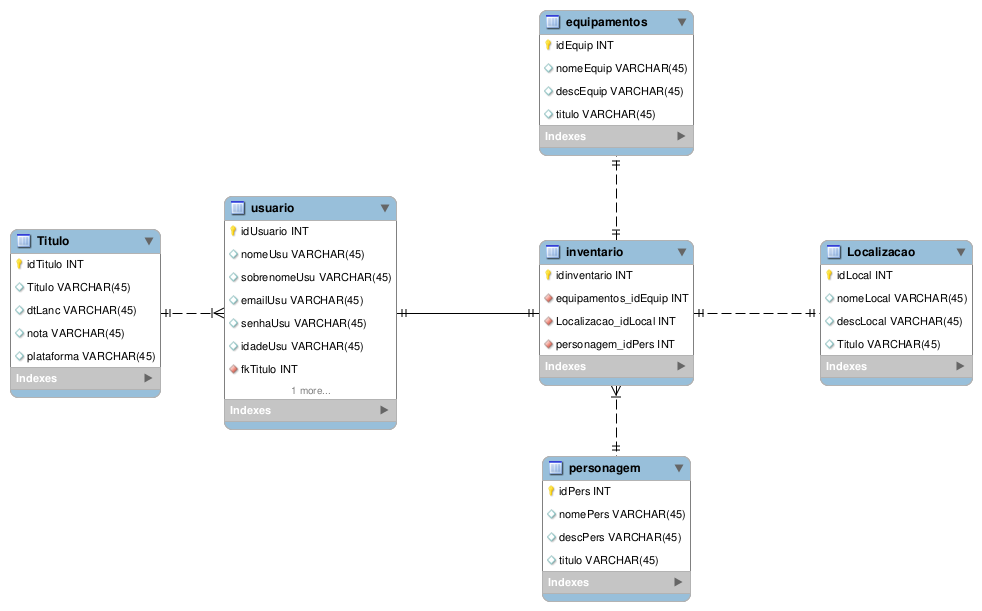 equipamentos
idEquip INT
nomeEquip VARCHAR(45)
descEquip VARCHAR(45)
titulo VARCHAR(45)
Indexes
Titulo
idTitulo INT
Titulo VARCHAR(45)
dtLanc VARCHAR(45)
nota VARCHAR(45)
plataforma VARCHAR(45)
Indexes
usuario
idUsuario INT
nomeUsu VARCHAR(45)
sobrenomeUsu VARCHAR(45)
emailUsu VARCHAR(45)
senhaUsu VARCHAR(45)
idadeUsu VARCHAR(45)
fkTitulo INT
1 more...
Indexes
inventario
idinventario INT
equipamentos_idEquip INT
Localizacao_idLocal INT
personagem_idPers INT
Indexes
Localizacao
idLocal INT
nomeLocal VARCHAR(45)
descLocal VARCHAR(45)
Titulo VARCHAR(45)
Indexes
personagem
idPers INT
nomePers VARCHAR(45)
descPers VARCHAR(45)
titulo VARCHAR(45)
Indexes